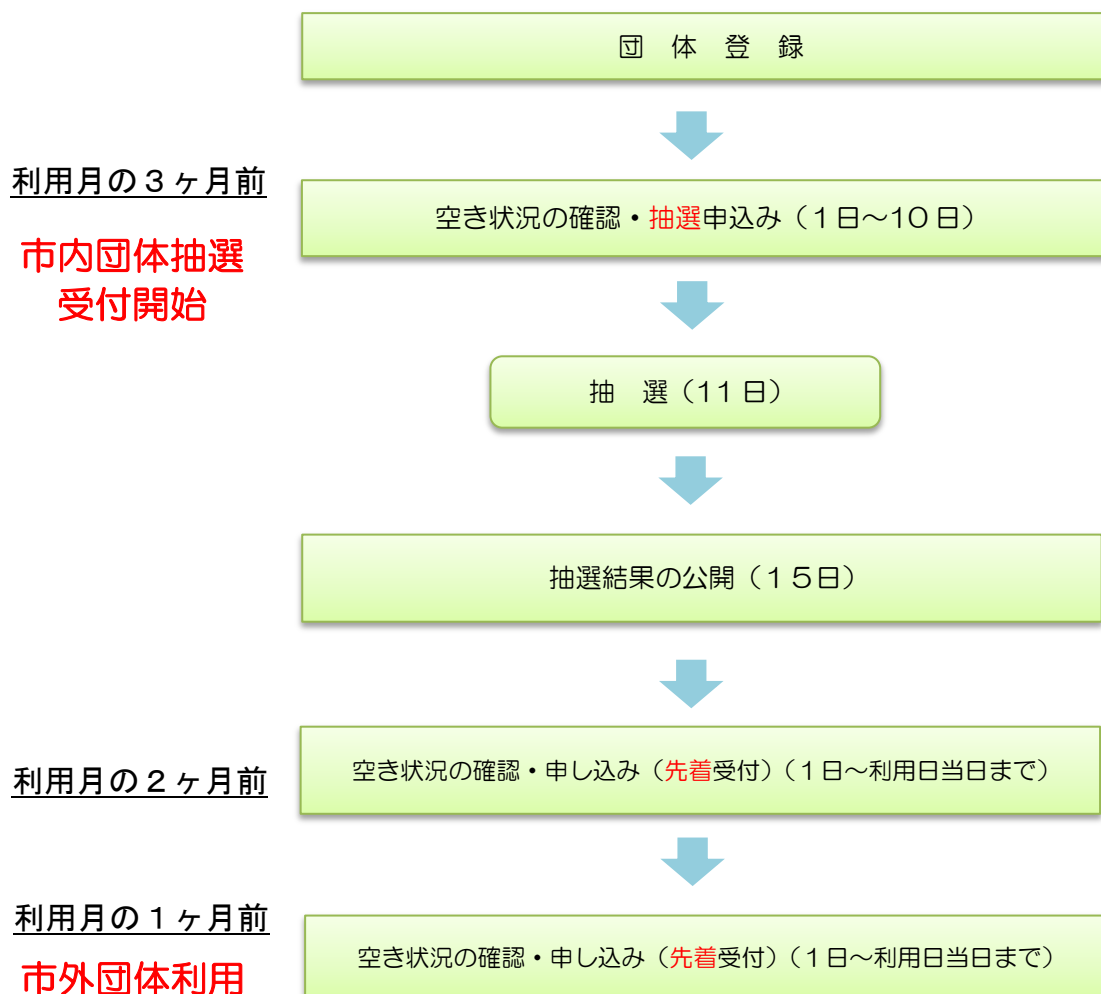 団　体　登　録
利用月の３ヶ月前
市内団体抽選
受付開始
空き状況の確認・抽選申込み（１日～10日）
抽　選（11日）
抽選結果の公開（１５日）
利用月の２ヶ月前
空き状況の確認・申し込み（先着受付）（１日～利用日当日まで）
利用月の１ヶ月前
市外団体利用
空き状況の確認・申し込み（先着受付）（１日～利用日当日まで）